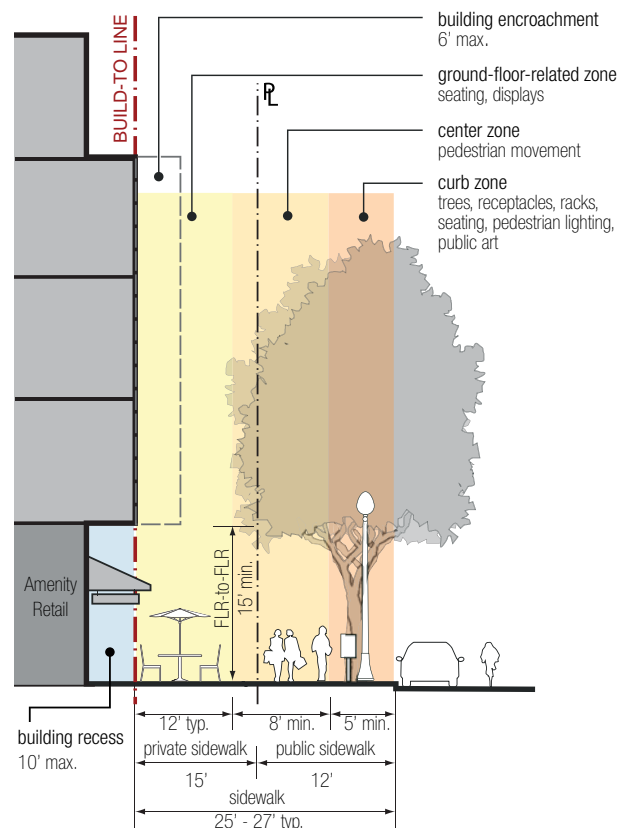 building encroachment
6' max.
ground-floor-related zone
seating, displays
center zone
pedestrian movement
curb zone
trees, receptacles, racks,
seating, pedestrian lighting,
public art
BUILD-TO LINE
PL
Amenity
Retail
FLR-to-FLR
15' min.
building recess
10' max.
12' typ.
8' min.
5' min.
private sidewalk
public sidewalk
15'
12'
sidewalk
25' - 27' typ.